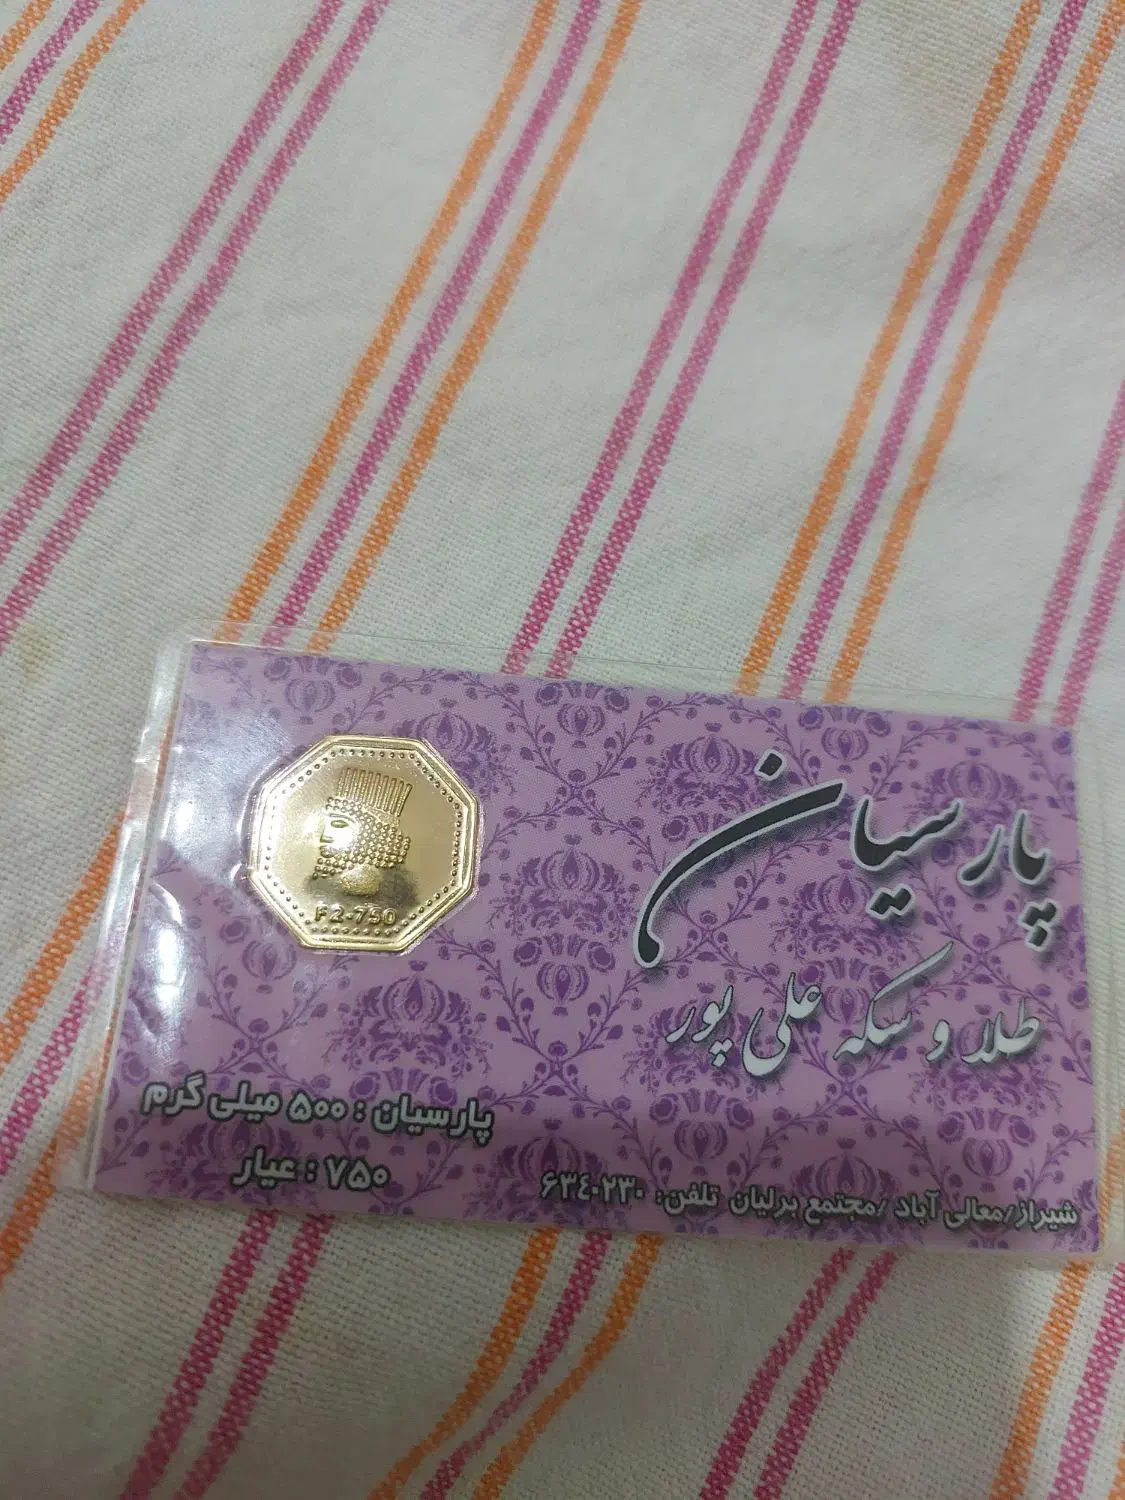 پارسیان
طلا و سکه علی پور
F2-750
پارسیان : ۵۰۰ میلی گرم
۷۵۰ : عیار
شیراز/معالی آباد /مجتمع برلیان تلفن: ۶۳٤۰۲۳۰